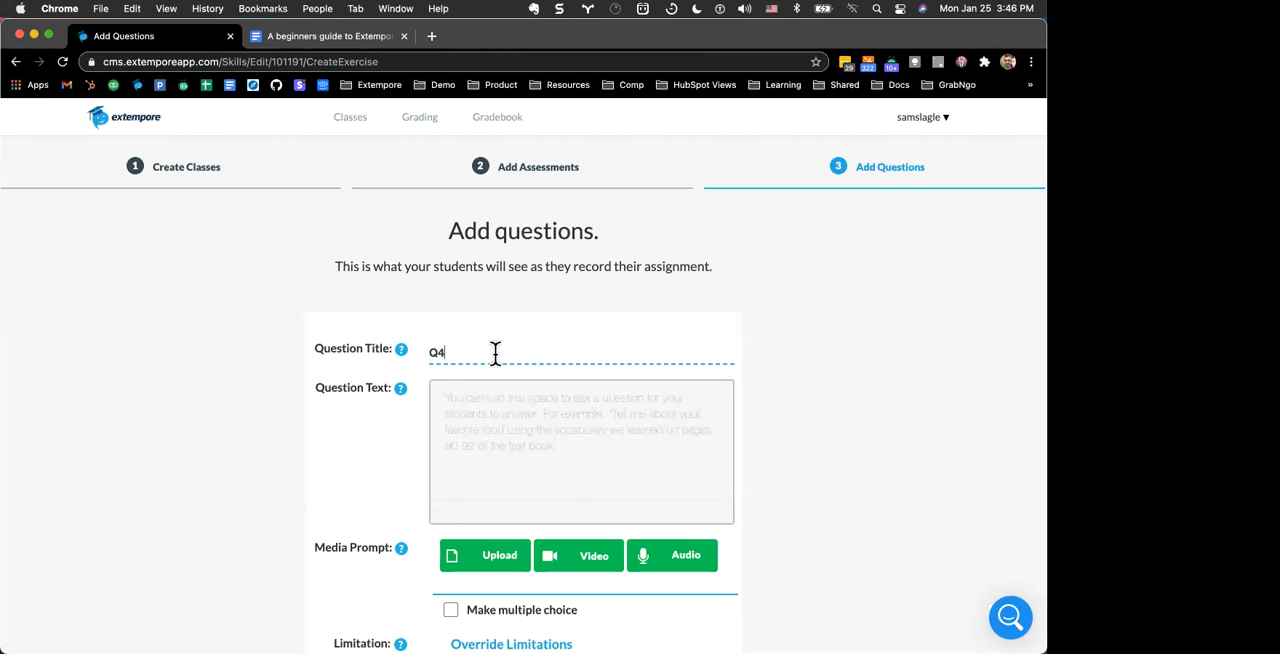 Chrome File Edit View History Bookmarks People Tab Window Help Mon Jan 25 3:46 PM
Add Questions A beginners guide to Extempo
cms.extemporeapp.com/Skills/Edit/101191/CreateExercise 29 322 10+
Apps Extempore Demo Product Resources Comp HubSpot Views Learning Shared Docs GrabNgo »
extempore Classes Grading Gradebook samslagle ▼
1 Create Classes 2 Add Assessments 3 Add Questions
Add questions.
This is what your students will see as they record their assignment.
Question Title: ? Q4
Question Text: ? You can use this space to ask a question for your
students to answer. For example, "Tell me about your
favorite food using the vocabulary we learned on pages
90-92 of the text book.
Media Prompt: ? Upload Video Audio
Make multiple choice
Limitation: ? Override Limitations